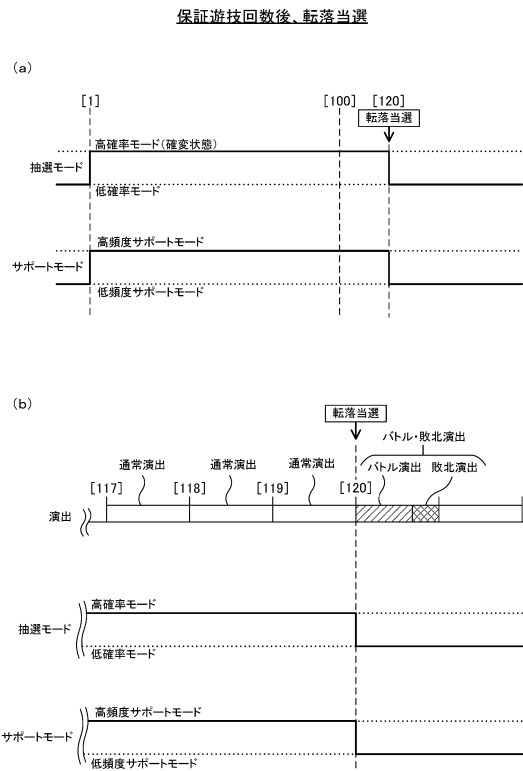 保証遊技回数後、転落当選
(a)
[1] [100] [120]
転落当選
高確率モード(確変状態)
抽選モード
低確率モード
高頻度サポートモード
サポートモード
低頻度サポートモード
(b)
転落当選
バトル・敗北演出
通常演出 通常演出 通常演出 バトル演出 敗北演出
[117] [118] [119] [120]
演出
高確率モード
抽選モード
低確率モード
高頻度サポートモード
サポートモード
低頻度サポートモード